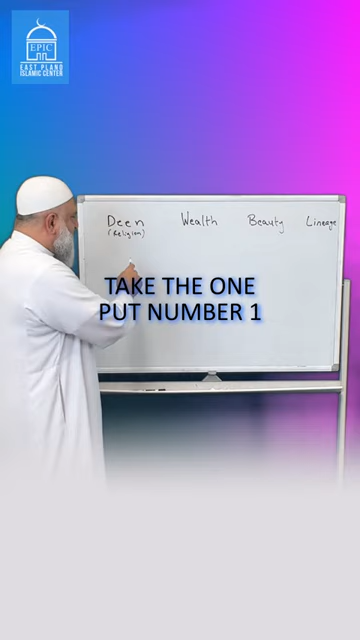 EPIC
EAST PLANO
ISLAMIC CENTER
Deen Wealth Beauty Lineage
(Religion)
TAKE THE ONE
PUT NUMBER 1